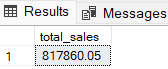 Results Messages
total_sales
1 817860.05